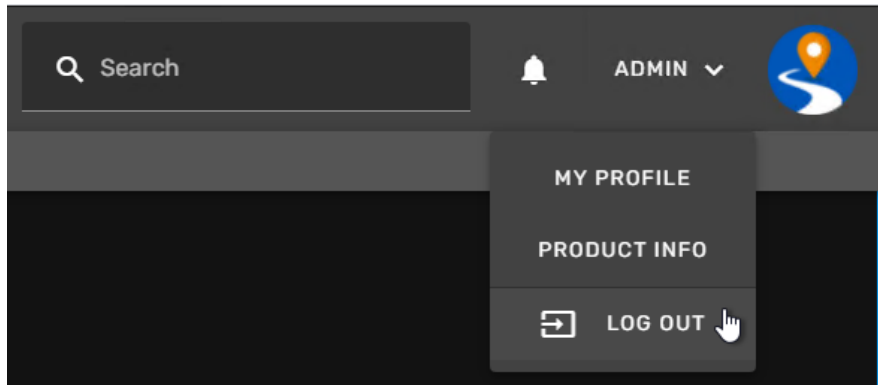 Search
ADMIN
MY PROFILE
PRODUCT INFO
LOG OUT